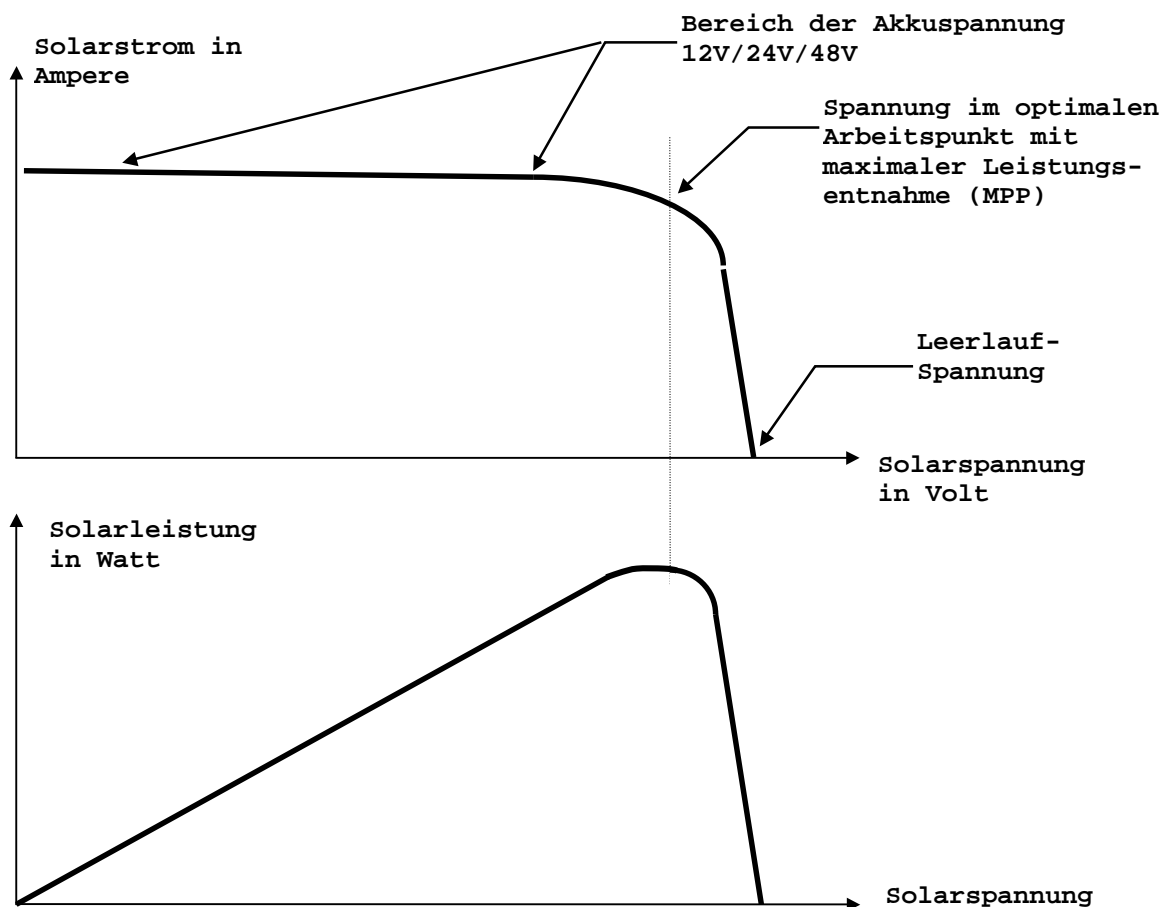 Solarstrom in
Ampere
Bereich der Akkuspannung
12V/24V/48V
Spannung im optimalen
Arbeitspunkt mit
maximaler Leistungs-
entnahme (MPP)
Leerlauf-
Spannung
Solarspannung
in Volt
Solarleistung
in Watt
Solarspannung